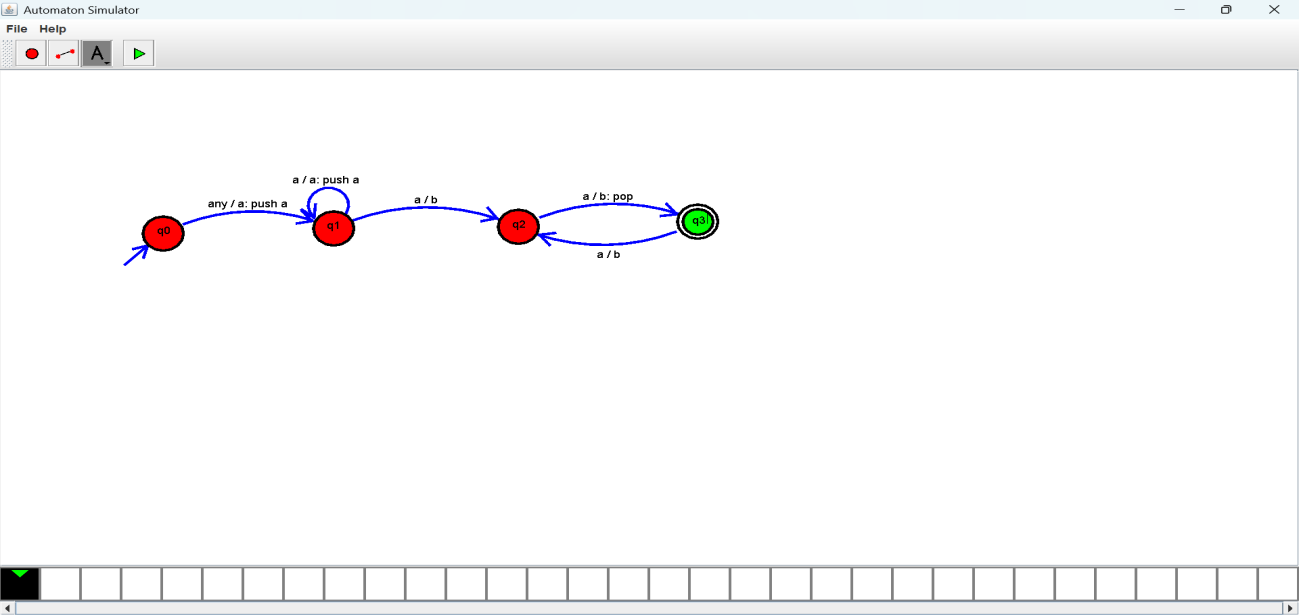 Automaton Simulator
File Help
A
a / a: push a
any / a: push a
a / b
a / b: pop
q0
q1
q2
q3
a / b